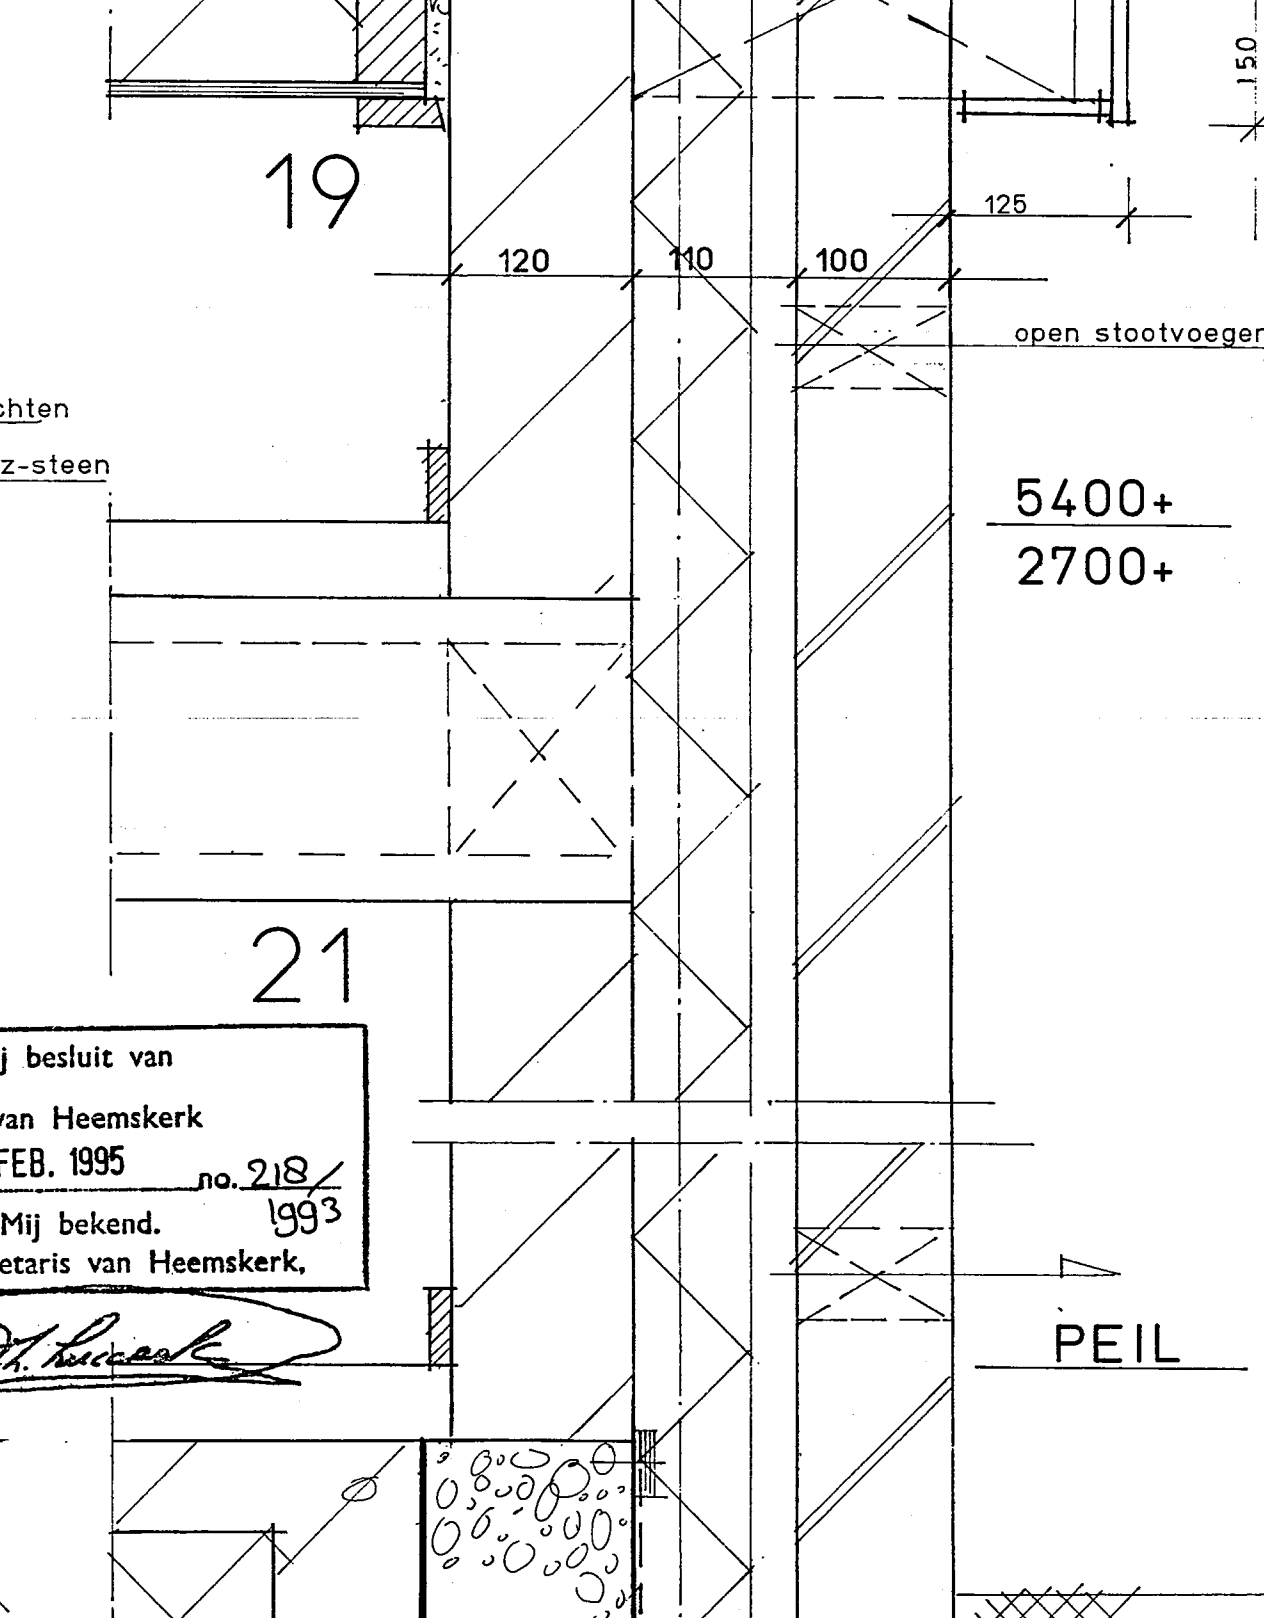 150
19
125
120 110 100
open stootvoegen
chten
z-steen
5400+
2700+
21
j besluit van
van Heemskerk
FEB. 1995 no. 218/
1993
Mij bekend.
etaris van Heemskerk,
PEIL